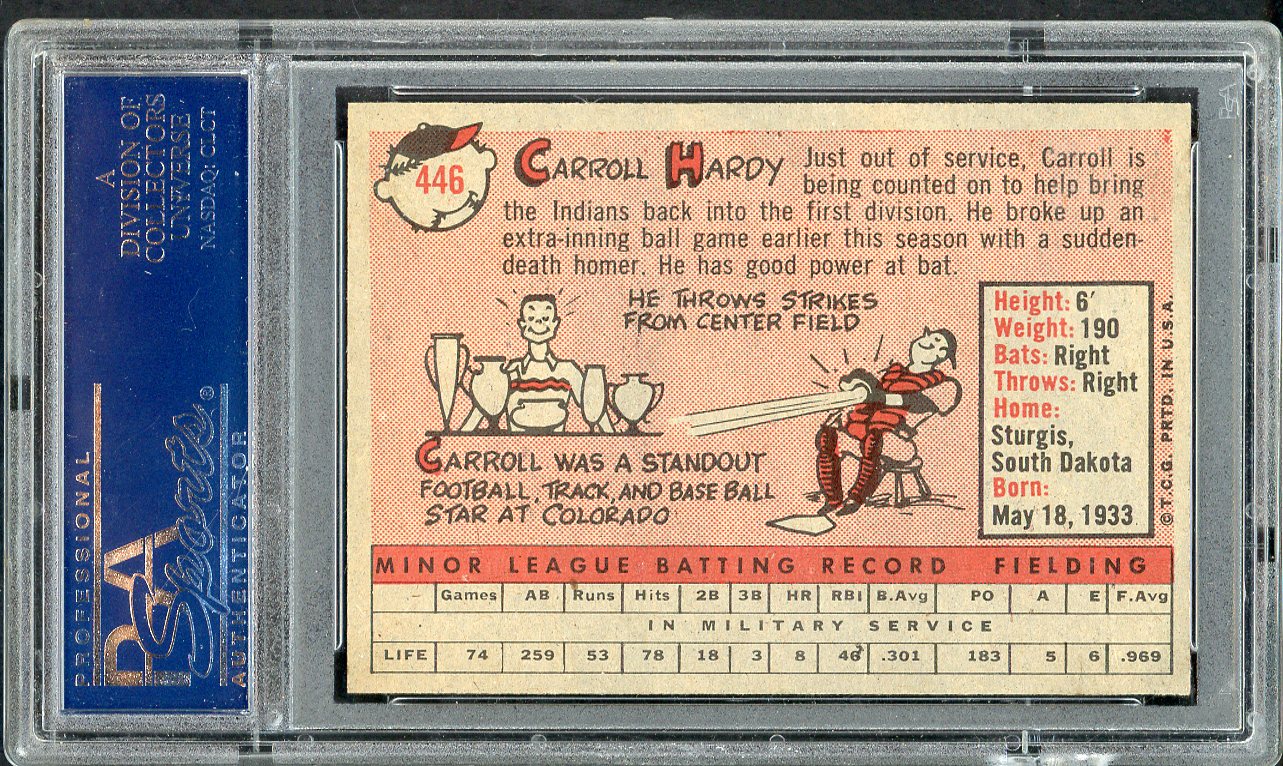 A
DIVISION OF
COLLECTORS
UNIVERSE
NASDAQ: CLCT
PROFESSIONAL
PSA
Sports®
AUTHENTICATOR
PSA
446
CARROLL HARDY
Just out of service, Carroll is
being counted on to help bring
the Indians back into the first division. He broke up an
extra-inning ball game earlier this season with a sudden-
death homer. He has good power at bat.
HE THROWS STRIKES
FROM CENTER FIELD
CARROLL WAS A STANDOUT
FOOTBALL, TRACK, AND BASE BALL
STAR AT COLORADO
Height: 6'
Weight: 190
Bats: Right
Throws: Right
Home:
Sturgis,
South Dakota
Born:
May 18, 1933
© T.C.G. PRTD. IN U.S.A.
MINOR LEAGUE BATTING RECORD FIELDING
Games AB Runs Hits 2B 3B HR RBI B.Avg PO A E F.Avg
IN MILITARY SERVICE
LIFE 74 259 53 78 18 3 8 46 .301 183 5 6 .969